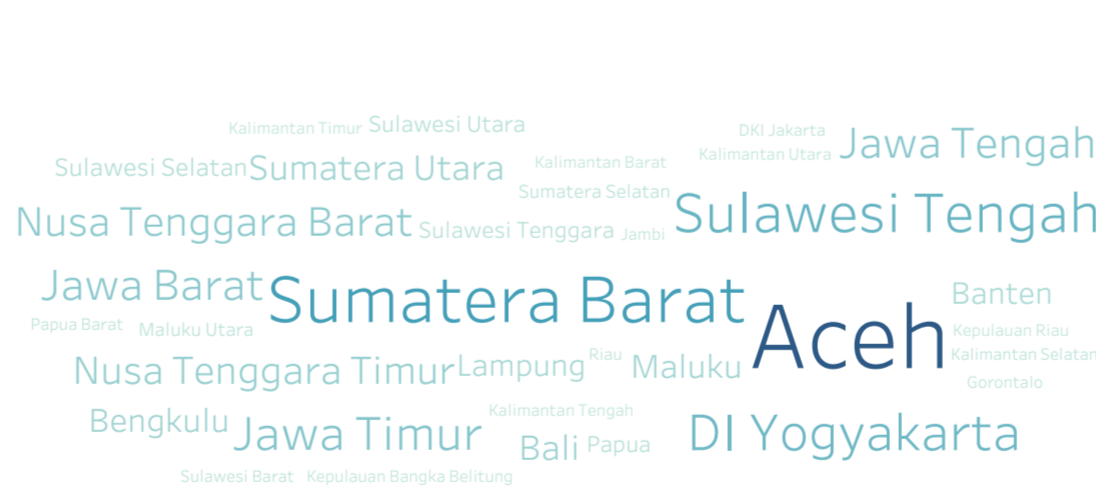 Kalimantan Timur
Sulawesi Utara
DKI Jakarta
Jawa Tengah
Kalimantan Utara
Sulawesi Selatan
Sumatera Utara
Kalimantan Barat
Sumatera Selatan
Nusa Tenggara Barat
Sulawesi Tenggara
Jambi
Sulawesi Tengah
Jawa Barat
Sumatera Barat
Banten
Papua Barat
Maluku Utara
Aceh
Kepulauan Riau
Kalimantan Selatan
Nusa Tenggara Timur
Lampung
Riau
Maluku
Gorontalo
Bengkulu
Jawa Timur
Kalimantan Tengah
Bali
Papua
DI Yogyakarta
Sulawesi Barat
Kepulauan Bangka Belitung